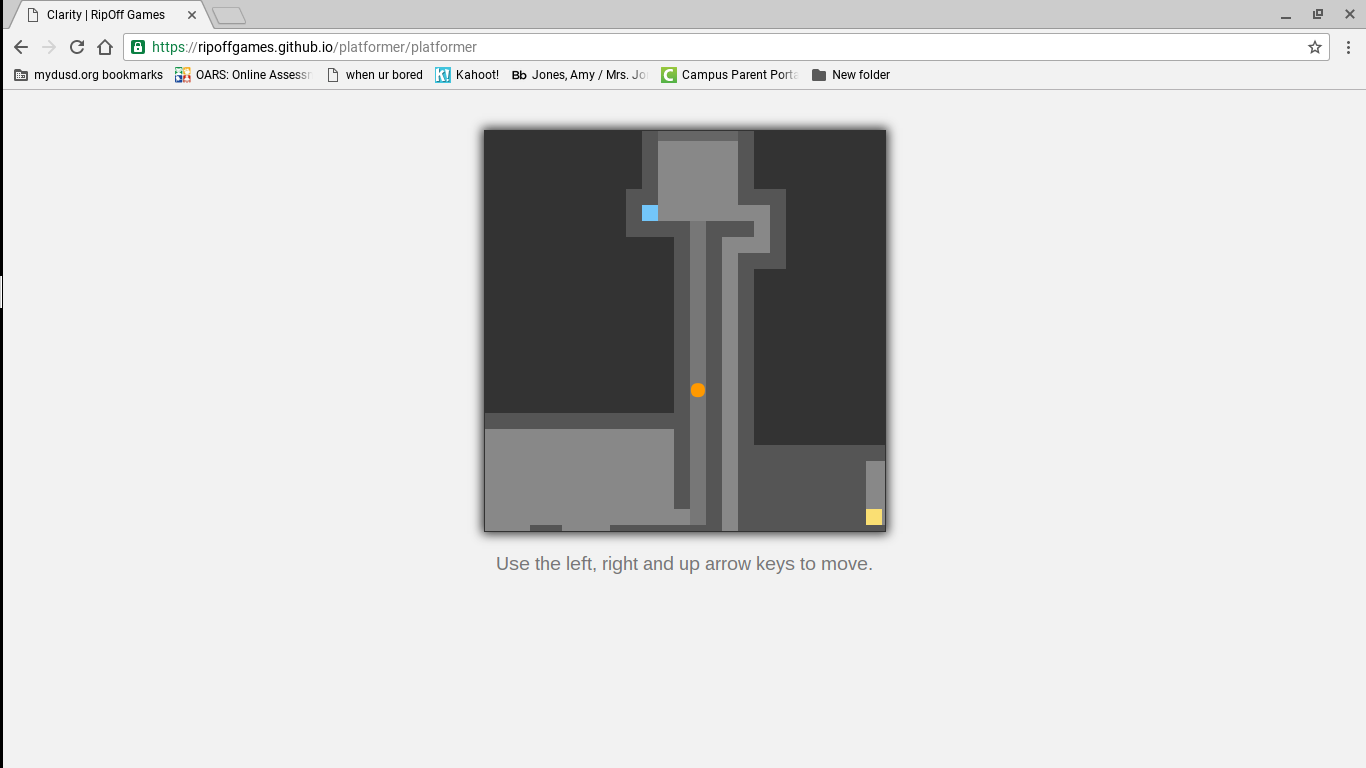 Clarity | RipOff Games
https://ripoffgames.github.io/platformer/platformer
mydusd.org bookmarks OARS: Online Assessr when ur bored K! Kahoot! Bb Jones, Amy / Mrs. Jo C Campus Parent Porta New folder
Use the left, right and up arrow keys to move.